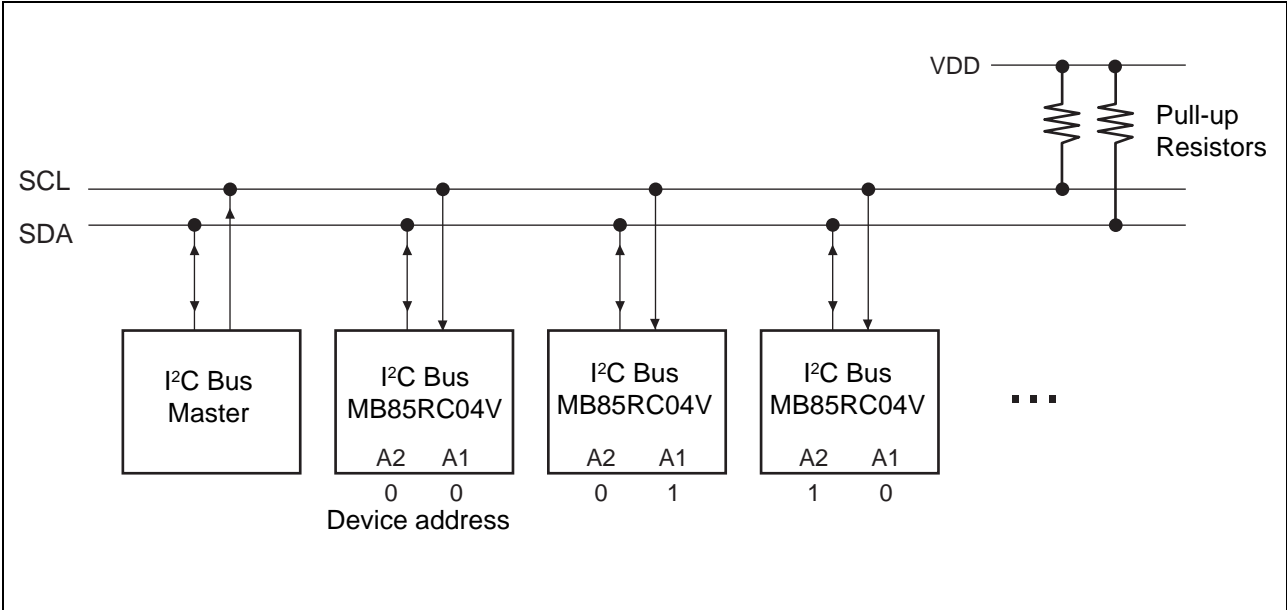 VDD
Pull-up
Resistors
SCL
SDA
I²C Bus
Master
I²C Bus
MB85RC04V
A2 A1
0 0
Device address
I²C Bus
MB85RC04V
A2 A1
0 1
I²C Bus
MB85RC04V
A2 A1
1 0
...